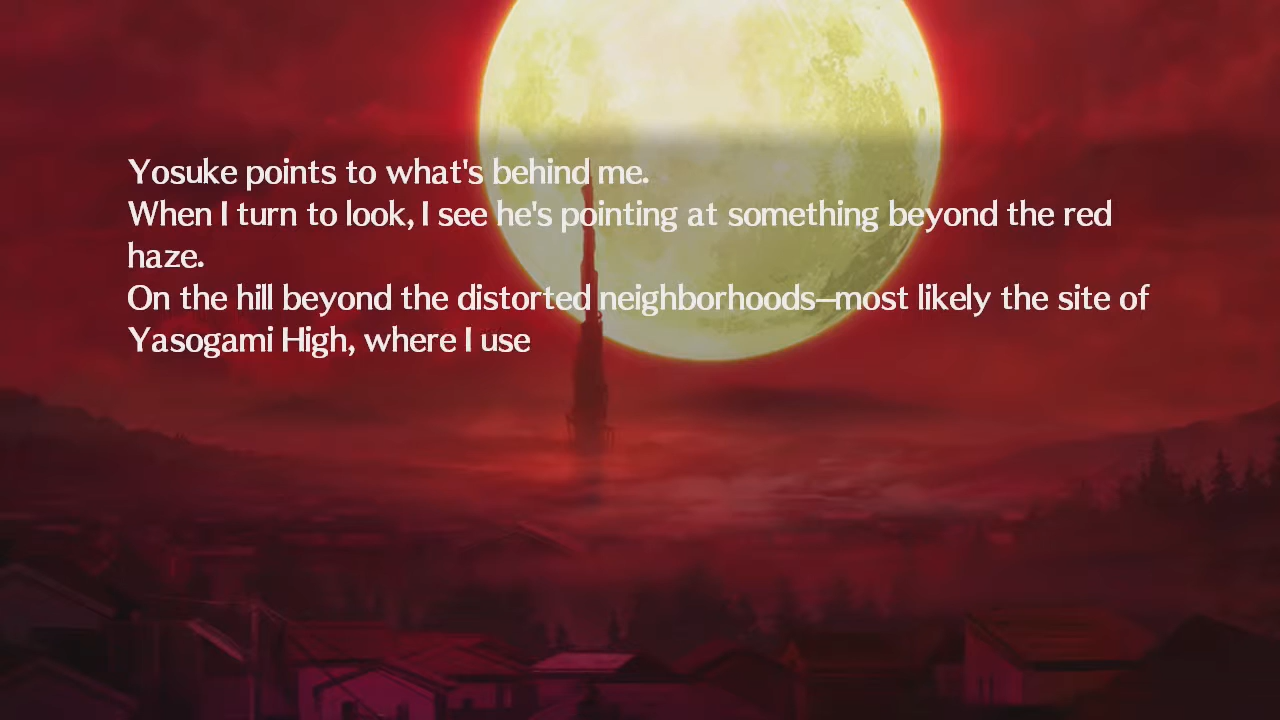 Yosuke points to what's behind me.
When I turn to look, I see he's pointing at something beyond the red
haze.
On the hill beyond the distorted neighborhoods—most likely the site of
Yasogami High, where I use